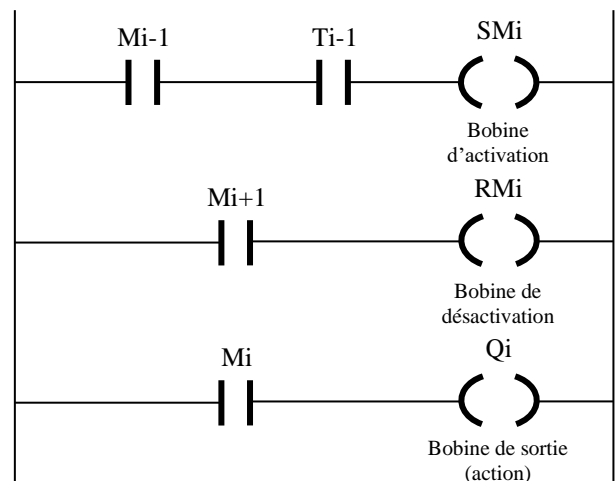 Mi-1 Ti-1 SMi
Bobine
d'activation
Mi+1 RMi
Bobine de
désactivation
Mi Qi
Bobine de sortie
(action)